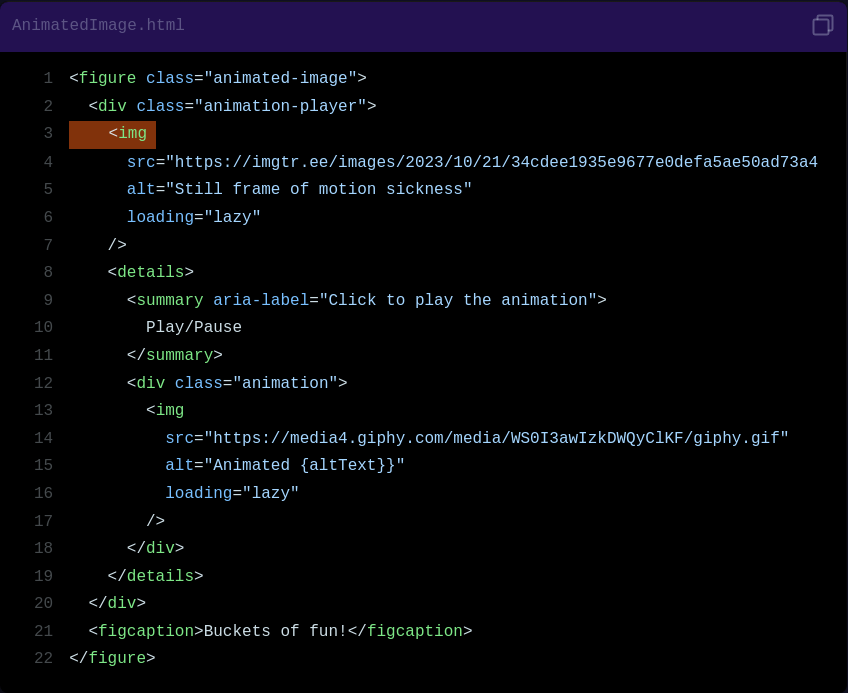 AnimatedImage.html
1 <figure class="animated-image">
2   <div class="animation-player">
3     <img
4       src="https://imgtr.ee/images/2023/10/21/34cdee1935e9677e0defa5ae50ad73a4
5       alt="Still frame of motion sickness"
6       loading="lazy"
7     />
8     <details>
9       <summary aria-label="Click to play the animation">
10         Play/Pause
11       </summary>
12       <div class="animation">
13         <img
14           src="https://media4.giphy.com/media/WS0I3awIzkDWQyClKF/giphy.gif"
15           alt="Animated {altText}}"
16           loading="lazy"
17         />
18       </div>
19     </details>
20   </div>
21   <figcaption>Buckets of fun!</figcaption>
22 </figure>